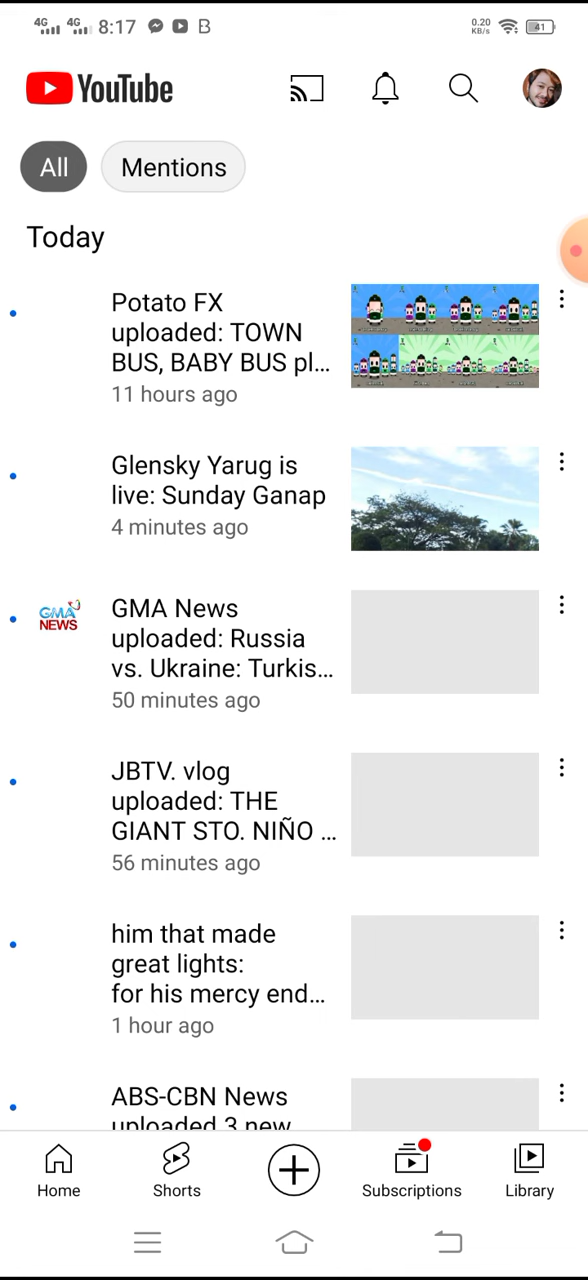 4G 4G 8:17 0.20 KB/s 41
YouTube
All Mentions
Today
Potato FX
uploaded: TOWN
BUS, BABY BUS pl...
11 hours ago
Glensky Yarug is
live: Sunday Ganap
4 minutes ago
GMA
NEWS
GMA News
uploaded: Russia
vs. Ukraine: Turkis...
50 minutes ago
JBTV. vlog
uploaded: THE
GIANT STO. NIÑO ...
56 minutes ago
him that made
great lights:
for his mercy end...
1 hour ago
ABS-CBN News
uploaded 3 new
Home Shorts Subscriptions Library